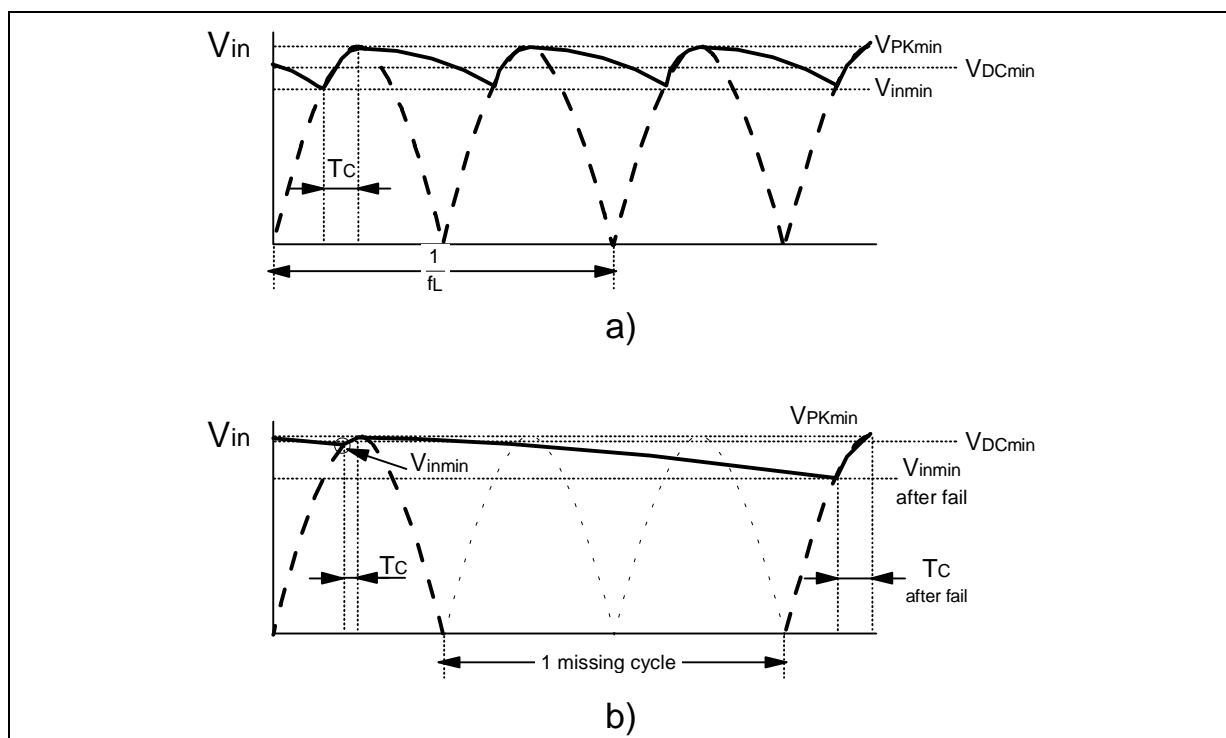 Vin
VPKmin
VDCmin
Vinmin
TC
1
fL
a)
Vin
VPKmin
VDCmin
Vinmin
Vinmin
after fail
TC
TC
after fail
1 missing cycle
b)